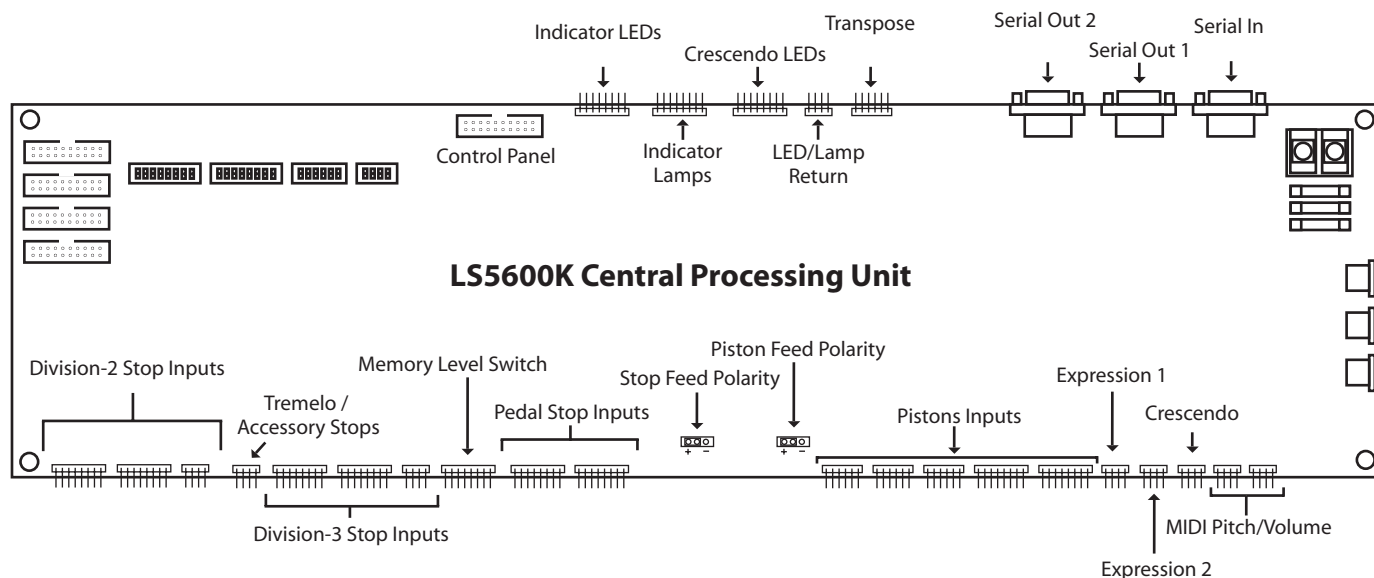 Serial Out 2
Serial In
Indicator LEDs
Transpose
Serial Out 1
Crescendo LEDs
Control Panel
Indicator
Lamps
LED/Lamp
Return
LS5600K Central Processing Unit
Division-2 Stop Inputs
Memory Level Switch
Piston Feed Polarity
Stop Feed Polarity
Expression 1
Tremelo /
Accessory Stops
Pedal Stop Inputs
Pistons Inputs
Crescendo
+ −
+ −
Division-3 Stop Inputs
MIDI Pitch/Volume
Expression 2